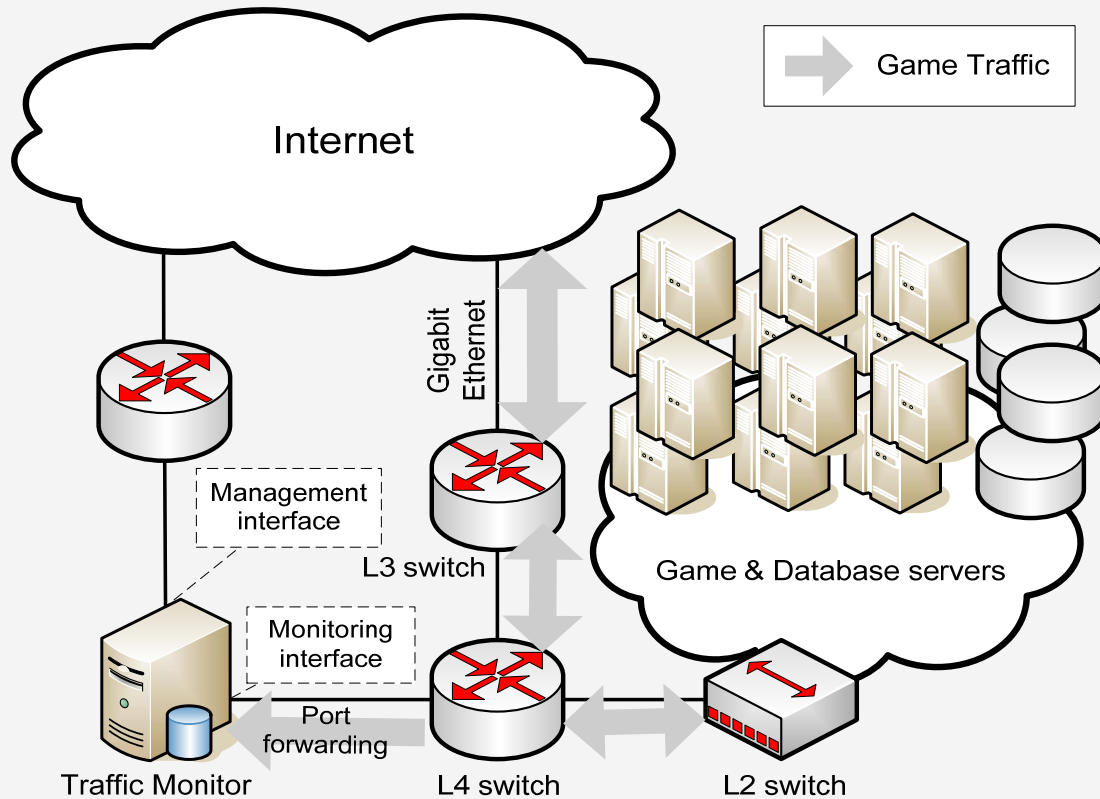 Game Traffic
Internet
Gigabit
Ethernet
Management
interface
L3 switch
Game & Database servers
Monitoring
interface
Port
forwarding
Traffic Monitor
L4 switch
L2 switch